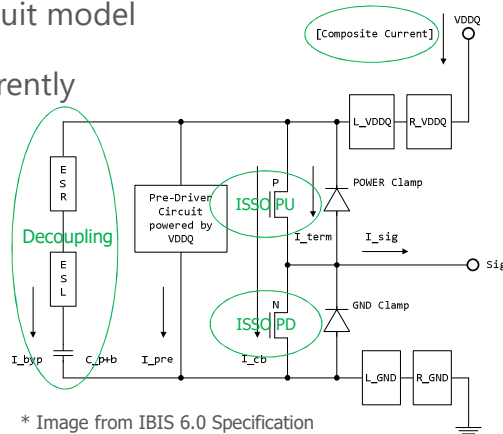 uit model
rently
[Composite Current]
VDDQ
L_VDDQ
R_VDDQ
E
S
R
Pre-Driver
Circuit
powered by
VDDQ
P
ISSO PU
POWER Clamp
Decoupling
I_term
I_sig
Sig
E
S
L
N
ISSO PD
GND Clamp
I_byp
C_p+b
I_pre
I_cb
L_GND
R_GND
* Image from IBIS 6.0 Specification